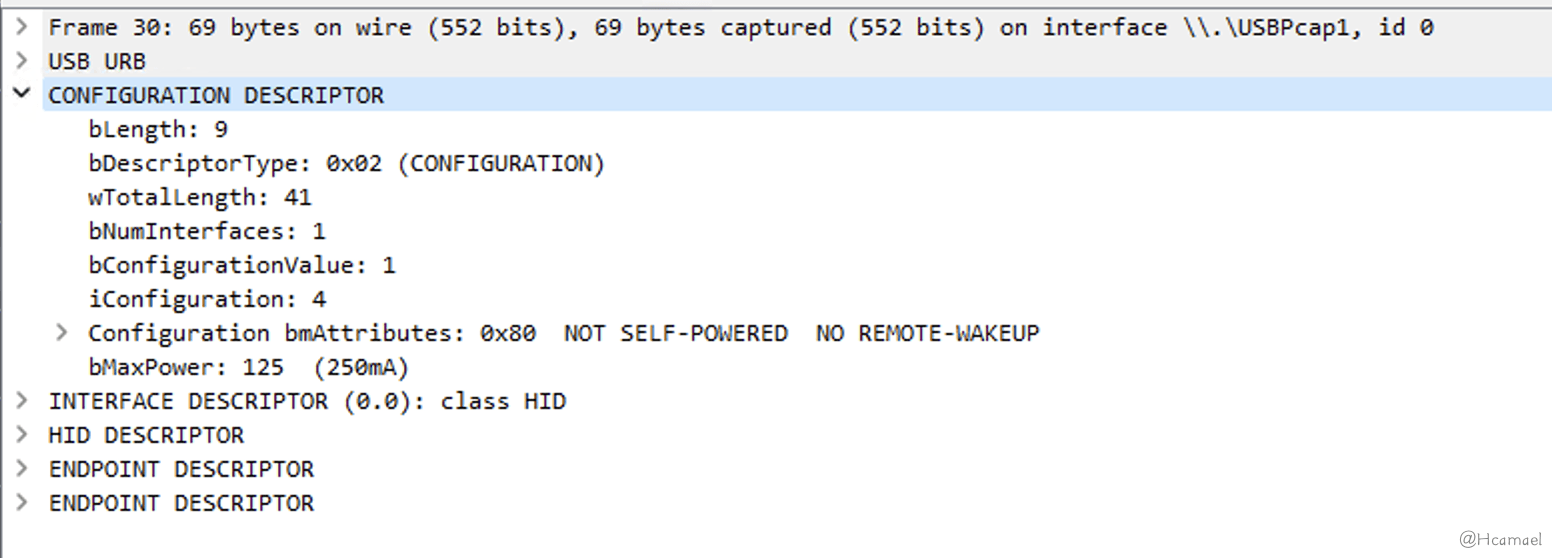 Frame 30: 69 bytes on wire (552 bits), 69 bytes captured (552 bits) on interface \\.\USBPcap1, id 0
USB URB
CONFIGURATION DESCRIPTOR
bLength: 9
bDescriptorType: 0x02 (CONFIGURATION)
wTotalLength: 41
bNumInterfaces: 1
bConfigurationValue: 1
iConfiguration: 4
Configuration bmAttributes: 0x80  NOT SELF-POWERED  NO REMOTE-WAKEUP
bMaxPower: 125  (250mA)
INTERFACE DESCRIPTOR (0.0): class HID
HID DESCRIPTOR
ENDPOINT DESCRIPTOR
ENDPOINT DESCRIPTOR
@Hcamael